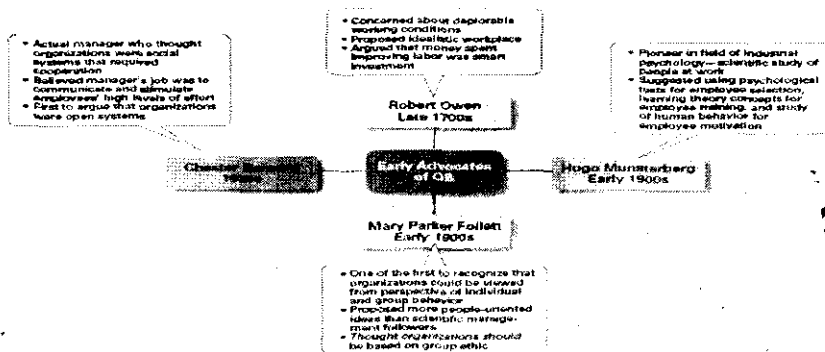 • Concerned about deplorable
working conditions
• Proposed idealistic workplace
• Argued that money spent
improving labor was smart
investment
• Actual manager who thought
organizations were social
systems that required
cooperation
• Believed manager's job was to
communicate and stimulate
employees' high levels of effort
• First to argue that organizations
were open systems
• Pioneer in field of industrial
psychology—scientific study of
people at work
• Suggested using psychological
tests for employee selection,
learning theory concepts for
employee training, and study
of human behavior for
employee motivation
Robert Owen
Late 1700s
Chester
Early Advocates
of OB
Hugo Munsterberg
Early 1900s
Mary Parker Follett
Early 1900s
• One of the first to recognize that
organizations could be viewed
from perspective of individual
and group behavior
• Proposed more people-oriented
ideas than scientific manage-
ment followers
• Thought organizations should
be based on group ethic